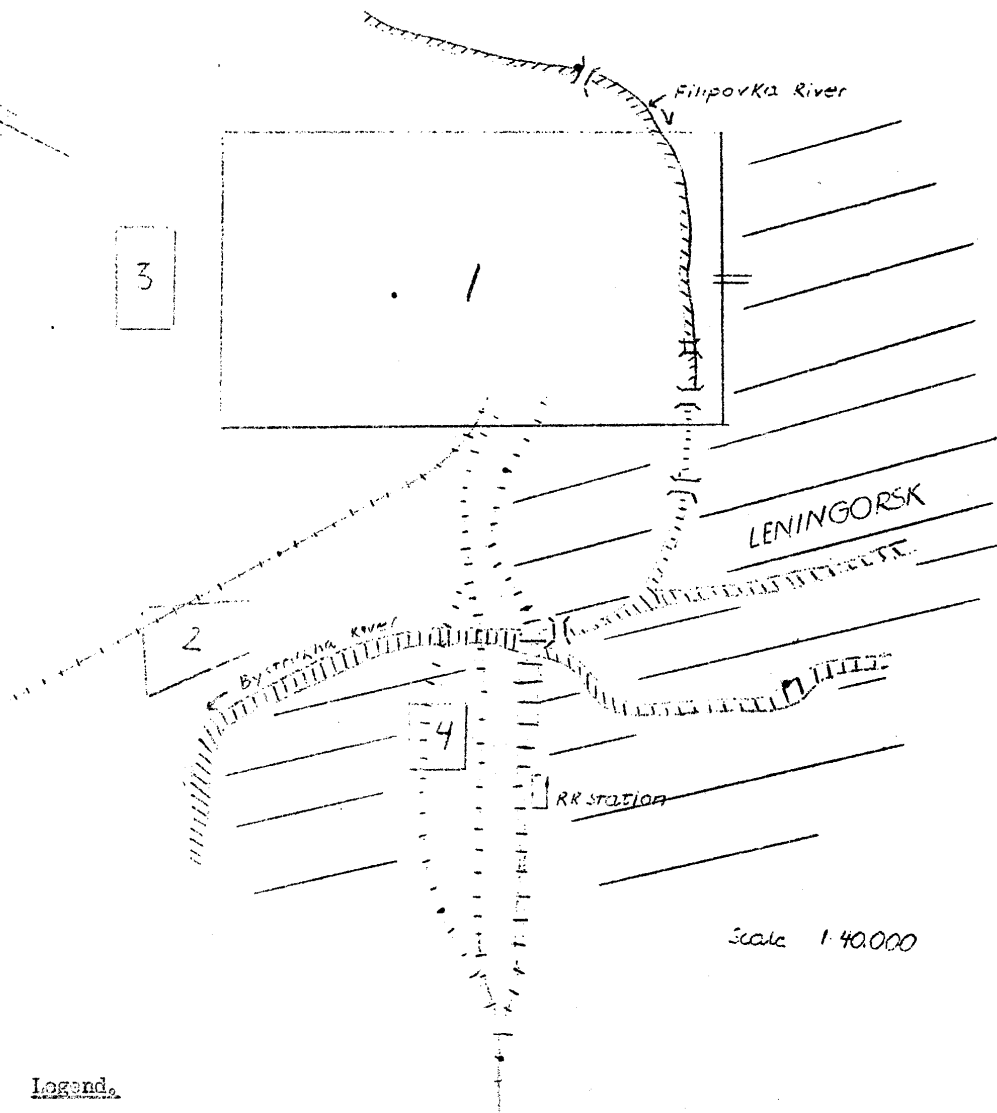 Filipovka River
3
1
LENINGORSK
2
Bystrukha River
4
RR station
Scale 1:40.000
Legend.